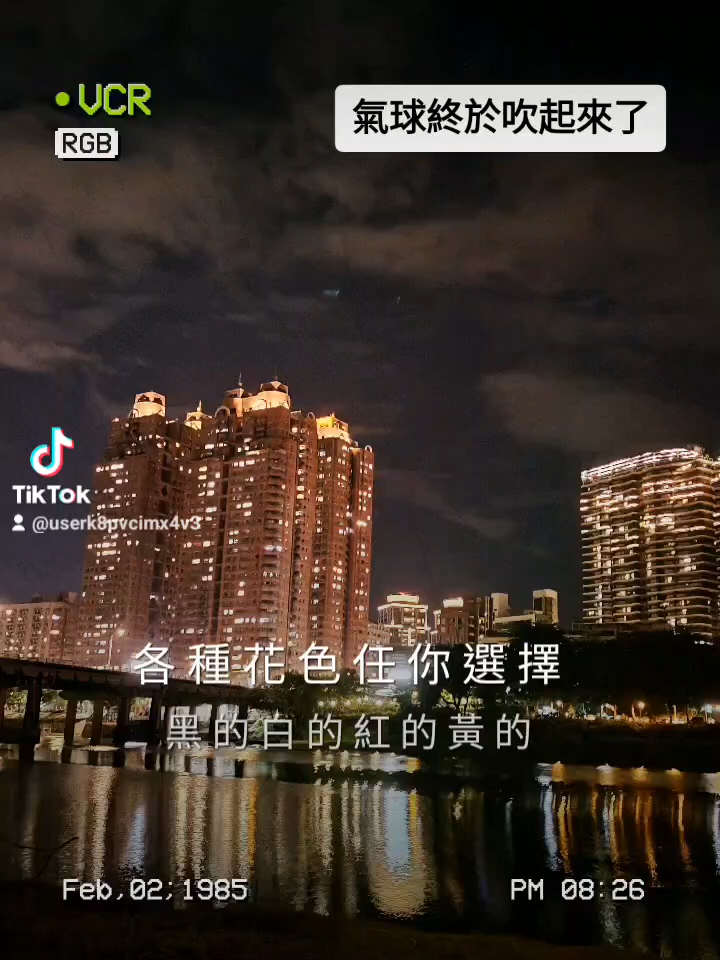 VCR
RGB
氣球終於吹起來了
TikTok
@userk8pvcimx4v3
各種花色任你選擇
黑的白的紅的黃的
Feb,02;1985
PM 08:26